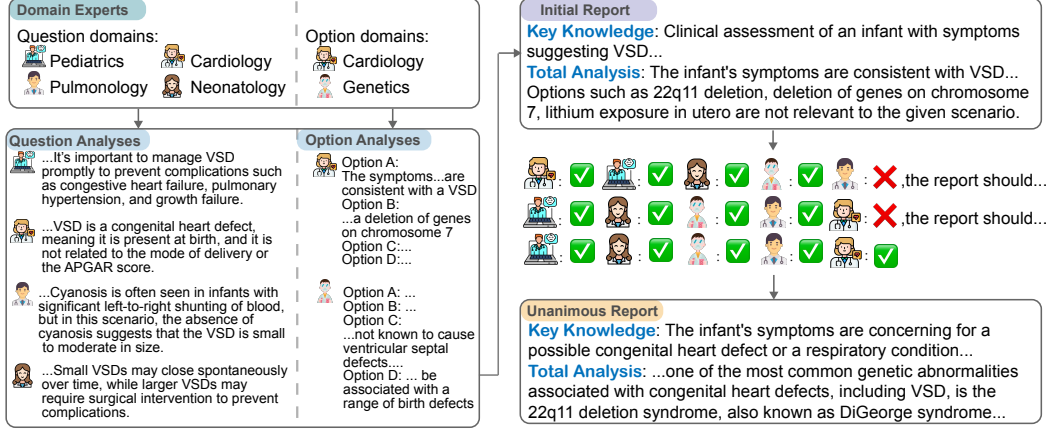 Domain Experts
Question domains:
Pediatrics
Cardiology
Pulmonology
Neonatology
Option domains:
Cardiology
Genetics
Question Analyses
...It's important to manage VSD
promptly to prevent complications such
as congestive heart failure, pulmonary
hypertension, and growth failure.
...VSD is a congenital heart defect,
meaning it is present at birth, and it is
not related to the mode of delivery or
the APGAR score.
...Cyanosis is often seen in infants with
significant left-to-right shunting of blood,
but in this scenario, the absence of
cyanosis suggests that the VSD is small
to moderate in size.
...Small VSDs may close spontaneously
over time, while larger VSDs may
require surgical intervention to prevent
complications.
Option Analyses
Option A:
The symptoms...are
consistent with a VSD
Option B:
...a deletion of genes
on chromosome 7
Option C:...
Option D:...
Option A: ...
Option B: ...
Option C:
...not known to cause
ventricular septal
defects....
Option D: ... be
associated with a
range of birth defects
Initial Report
Key Knowledge: Clinical assessment of an infant with symptoms
suggesting VSD...
Total Analysis: The infant's symptoms are consistent with VSD...
Options such as 22q11 deletion, deletion of genes on chromosome
7, lithium exposure in utero are not relevant to the given scenario.
: : : : : ,the report should...
: : : : : ,the report should...
: : : : :
Unanimous Report
Key Knowledge: The infant's symptoms are concerning for a
possible congenital heart defect or a respiratory condition...
Total Analysis: ...one of the most common genetic abnormalities
associated with congenital heart defects, including VSD, is the
22q11 deletion syndrome, also known as DiGeorge syndrome...